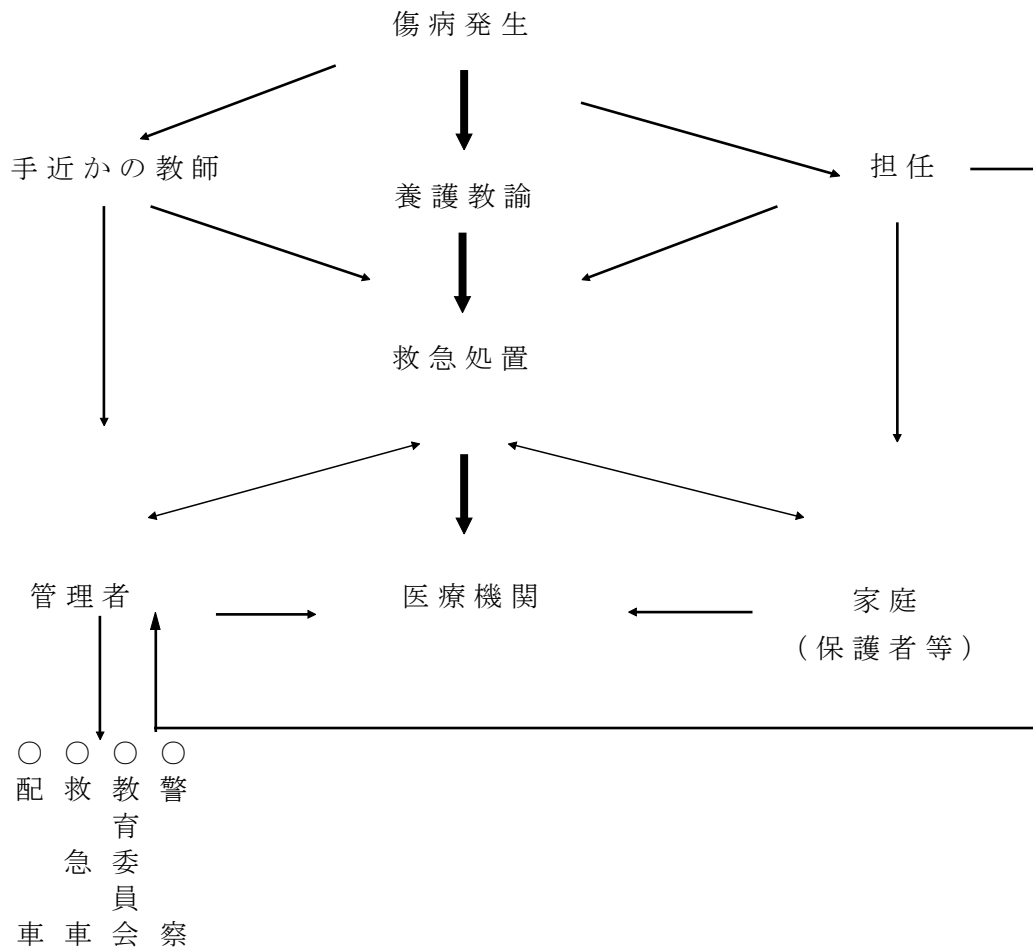 傷病発生
手近かの教師
養護教諭
担任
救急処置
管理者
医療機関
家庭
（保護者等）
○配車
○救急車
○教育委員会
○警察